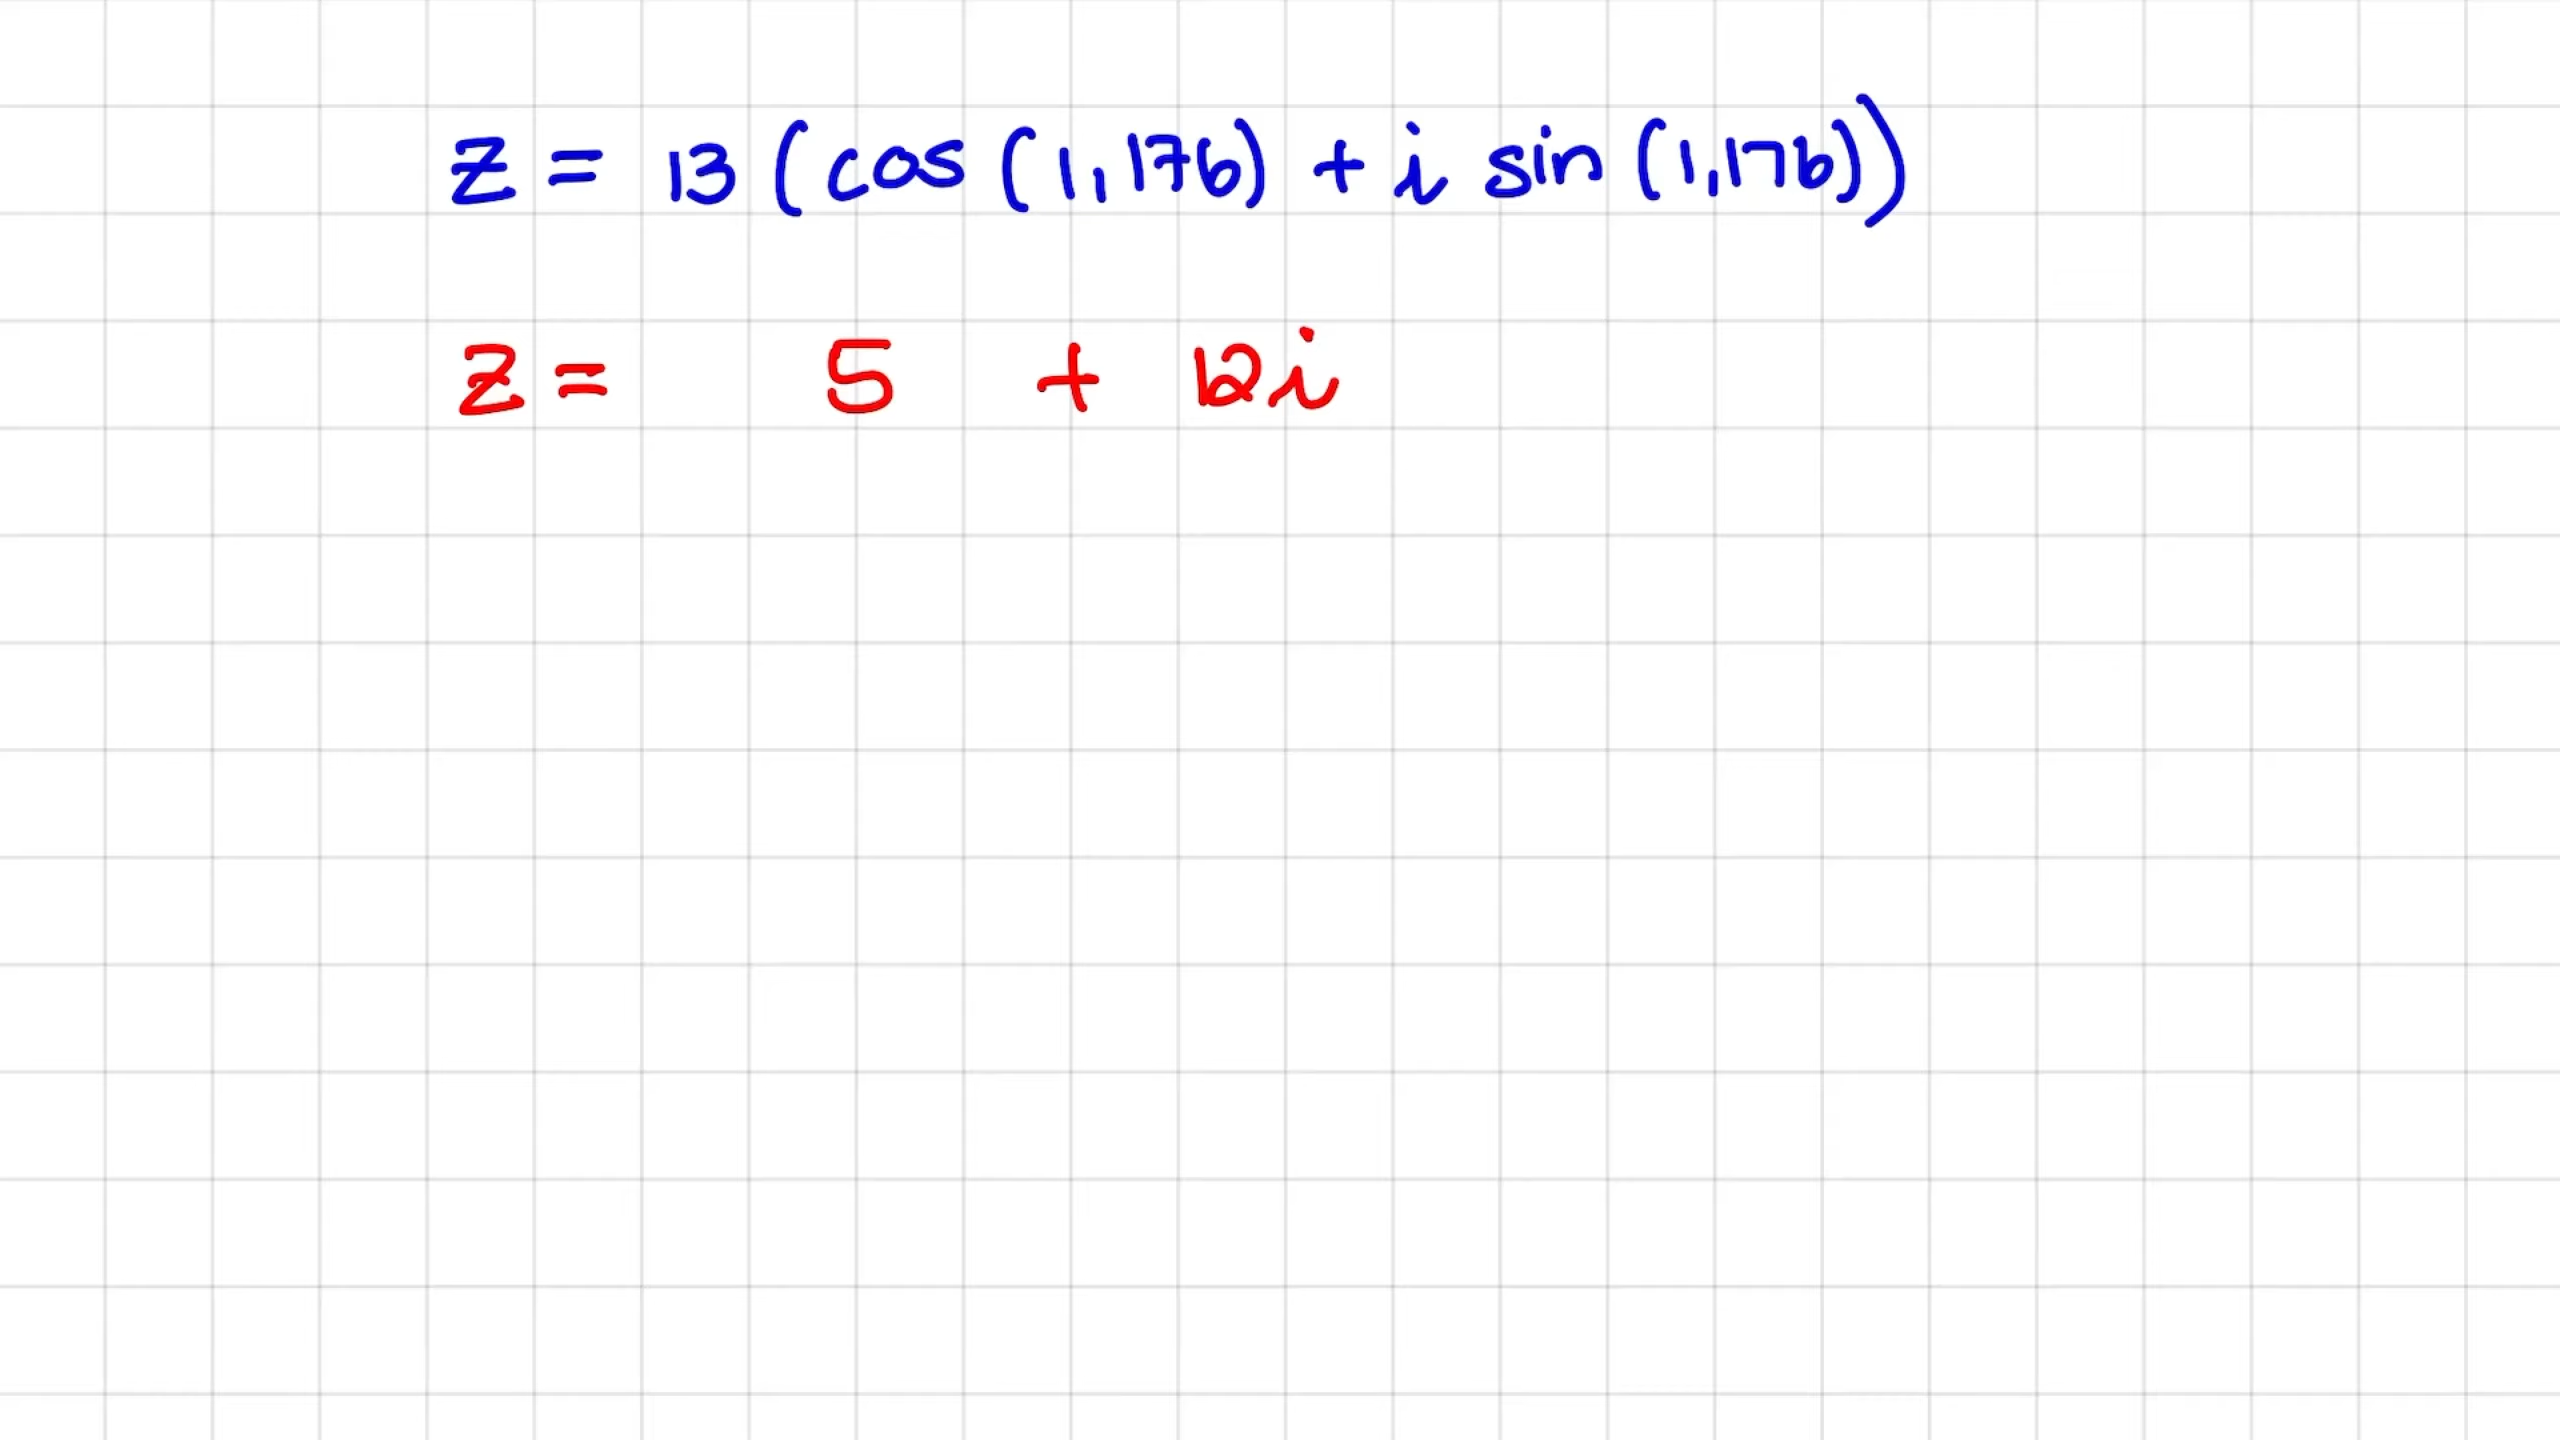 z = 13 (cos (1,176) + i sin (1,176))
z = 5 + 12i